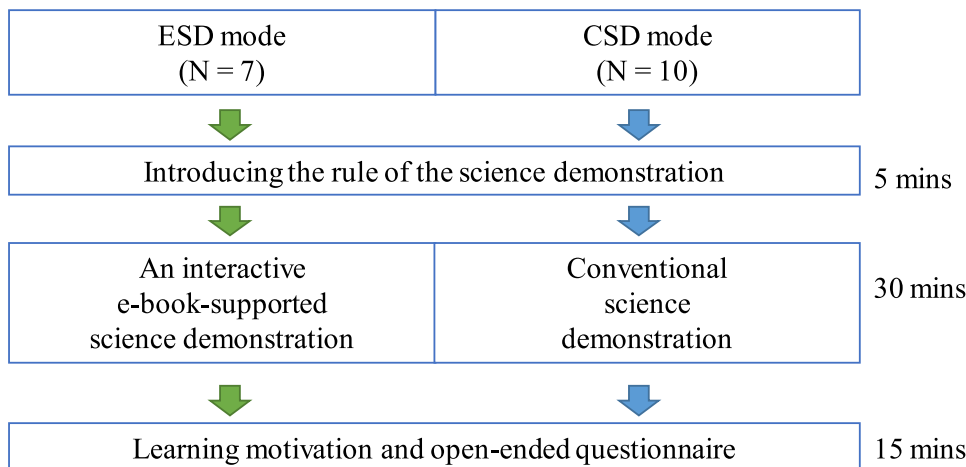 ESD mode
(N = 7)
CSD mode
(N = 10)
Introducing the rule of the science demonstration
5 mins
An interactive
e-book-supported
science demonstration
Conventional
science
demonstration
30 mins
Learning motivation and open-ended questionnaire
15 mins